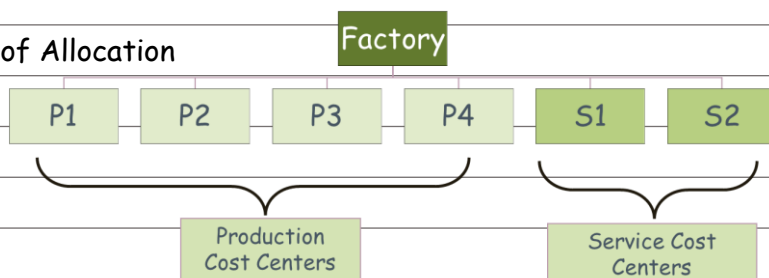 of Allocation
Factory
P1 P2 P3 P4 S1 S2
Production
Cost Centers
Service Cost
Centers